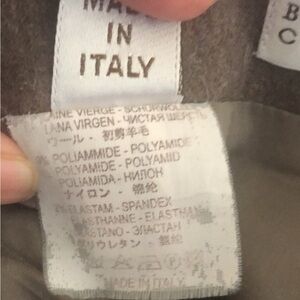 MADE
IN
ITALY
B
C
LAINE VIERGE - SCHURWOLLE
LANA VIRGEN - ЧИСТАЯ ШЕРСТЬ
ウール - 初剪羊毛
POLIAMMIDE - POLYAMIDE
POLYAMIDE - POLYAMID
POLIAMIDA - НИЛОН
ナイロン - 錦纶
ELASTAM - SPANDEX
ELASTHANNE - ELASTHAN
ELASTANO - ЭЛАСТАН
ポリウレタン - 氨纶
MADE IN ITALY